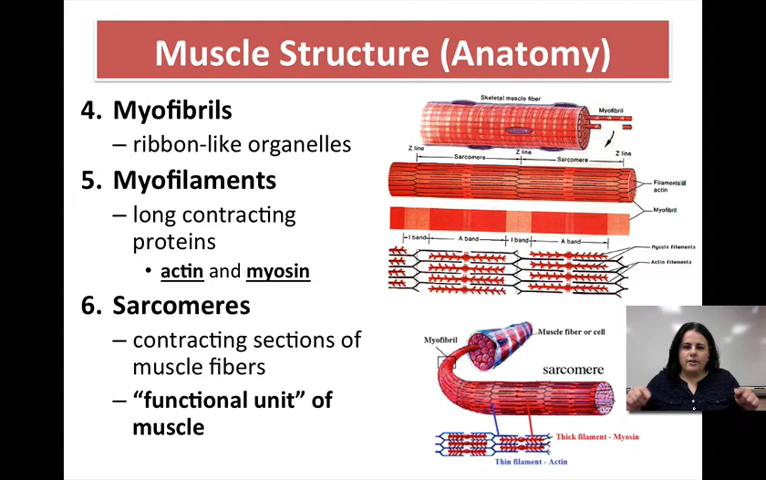 Muscle Structure (Anatomy)
4. Myofibrils
– ribbon-like organelles
5. Myofilaments
– long contracting
proteins
• actin and myosin
6. Sarcomeres
– contracting sections of
muscle fibers
– “functional unit” of
muscle
Skeletal muscle fiber
Myofibril
Z line
Z line
Z line
Sarcomere
Sarcomere
Filaments
actin
Myofibril
I band
A band
I band
A band
Myosin filaments
Actin filaments
Myofibril
Muscle fiber or cell
sarcomere
Thick filament - Myosin
Thin filament - Actin